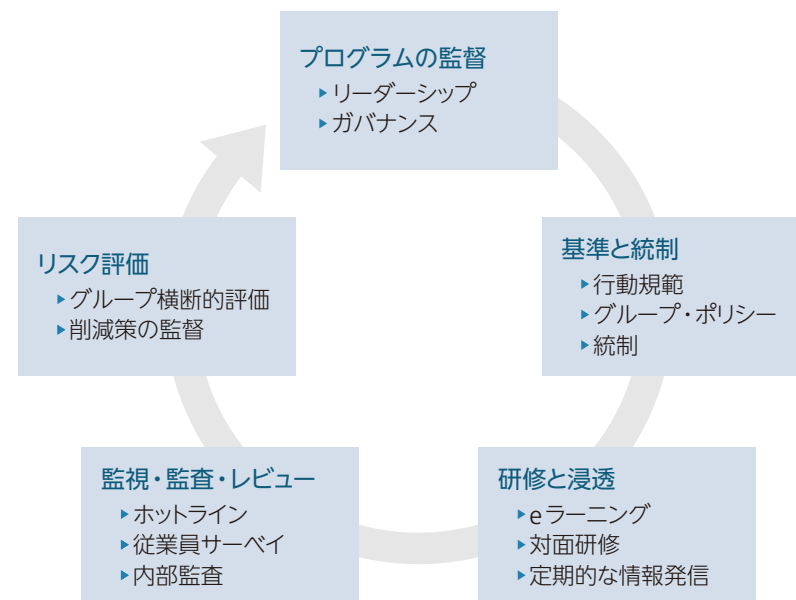 プログラムの監督
▶リーダーシップ
▶ガバナンス
基準と統制
▶行動規範
▶グループ・ポリシー
▶統制
研修と浸透
▶eラーニング
▶対面研修
▶定期的な情報発信
監視・監査・レビュー
▶ホットライン
▶従業員サーベイ
▶内部監査
リスク評価
▶グループ横断的評価
▶削減策の監督